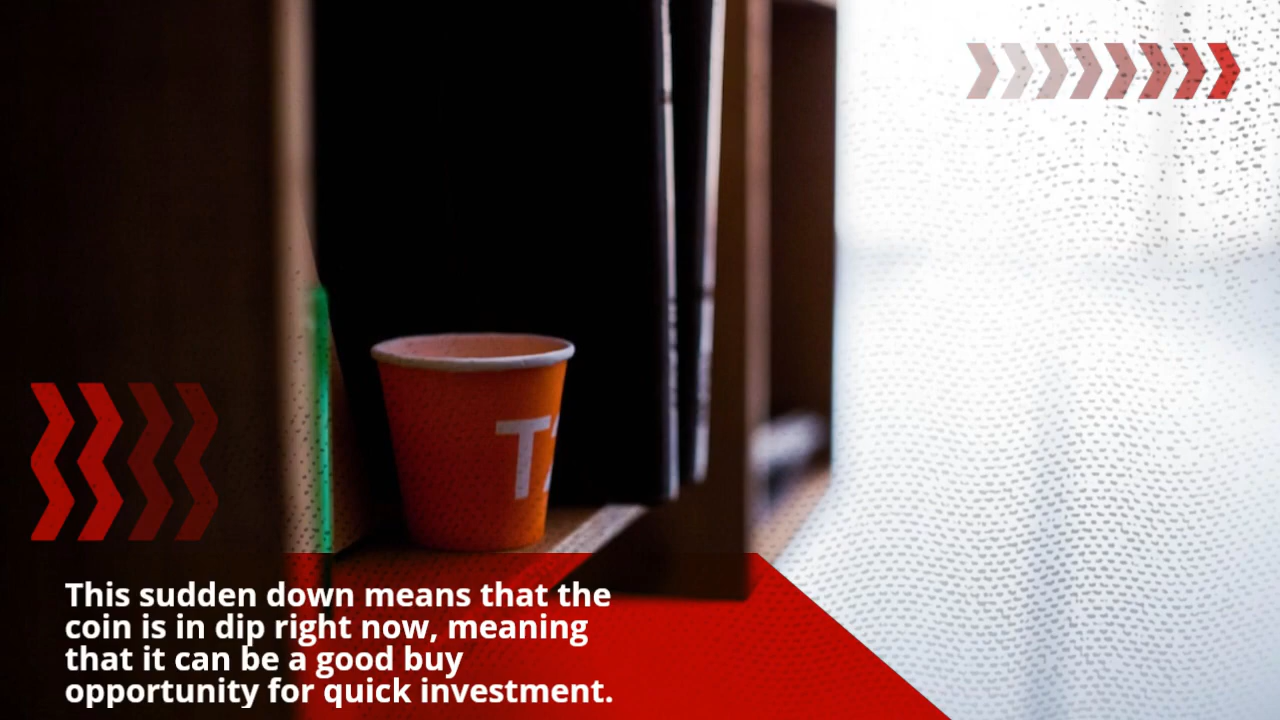 This sudden down means that the
coin is in dip right now, meaning
that it can be a good buy
opportunity for quick investment.